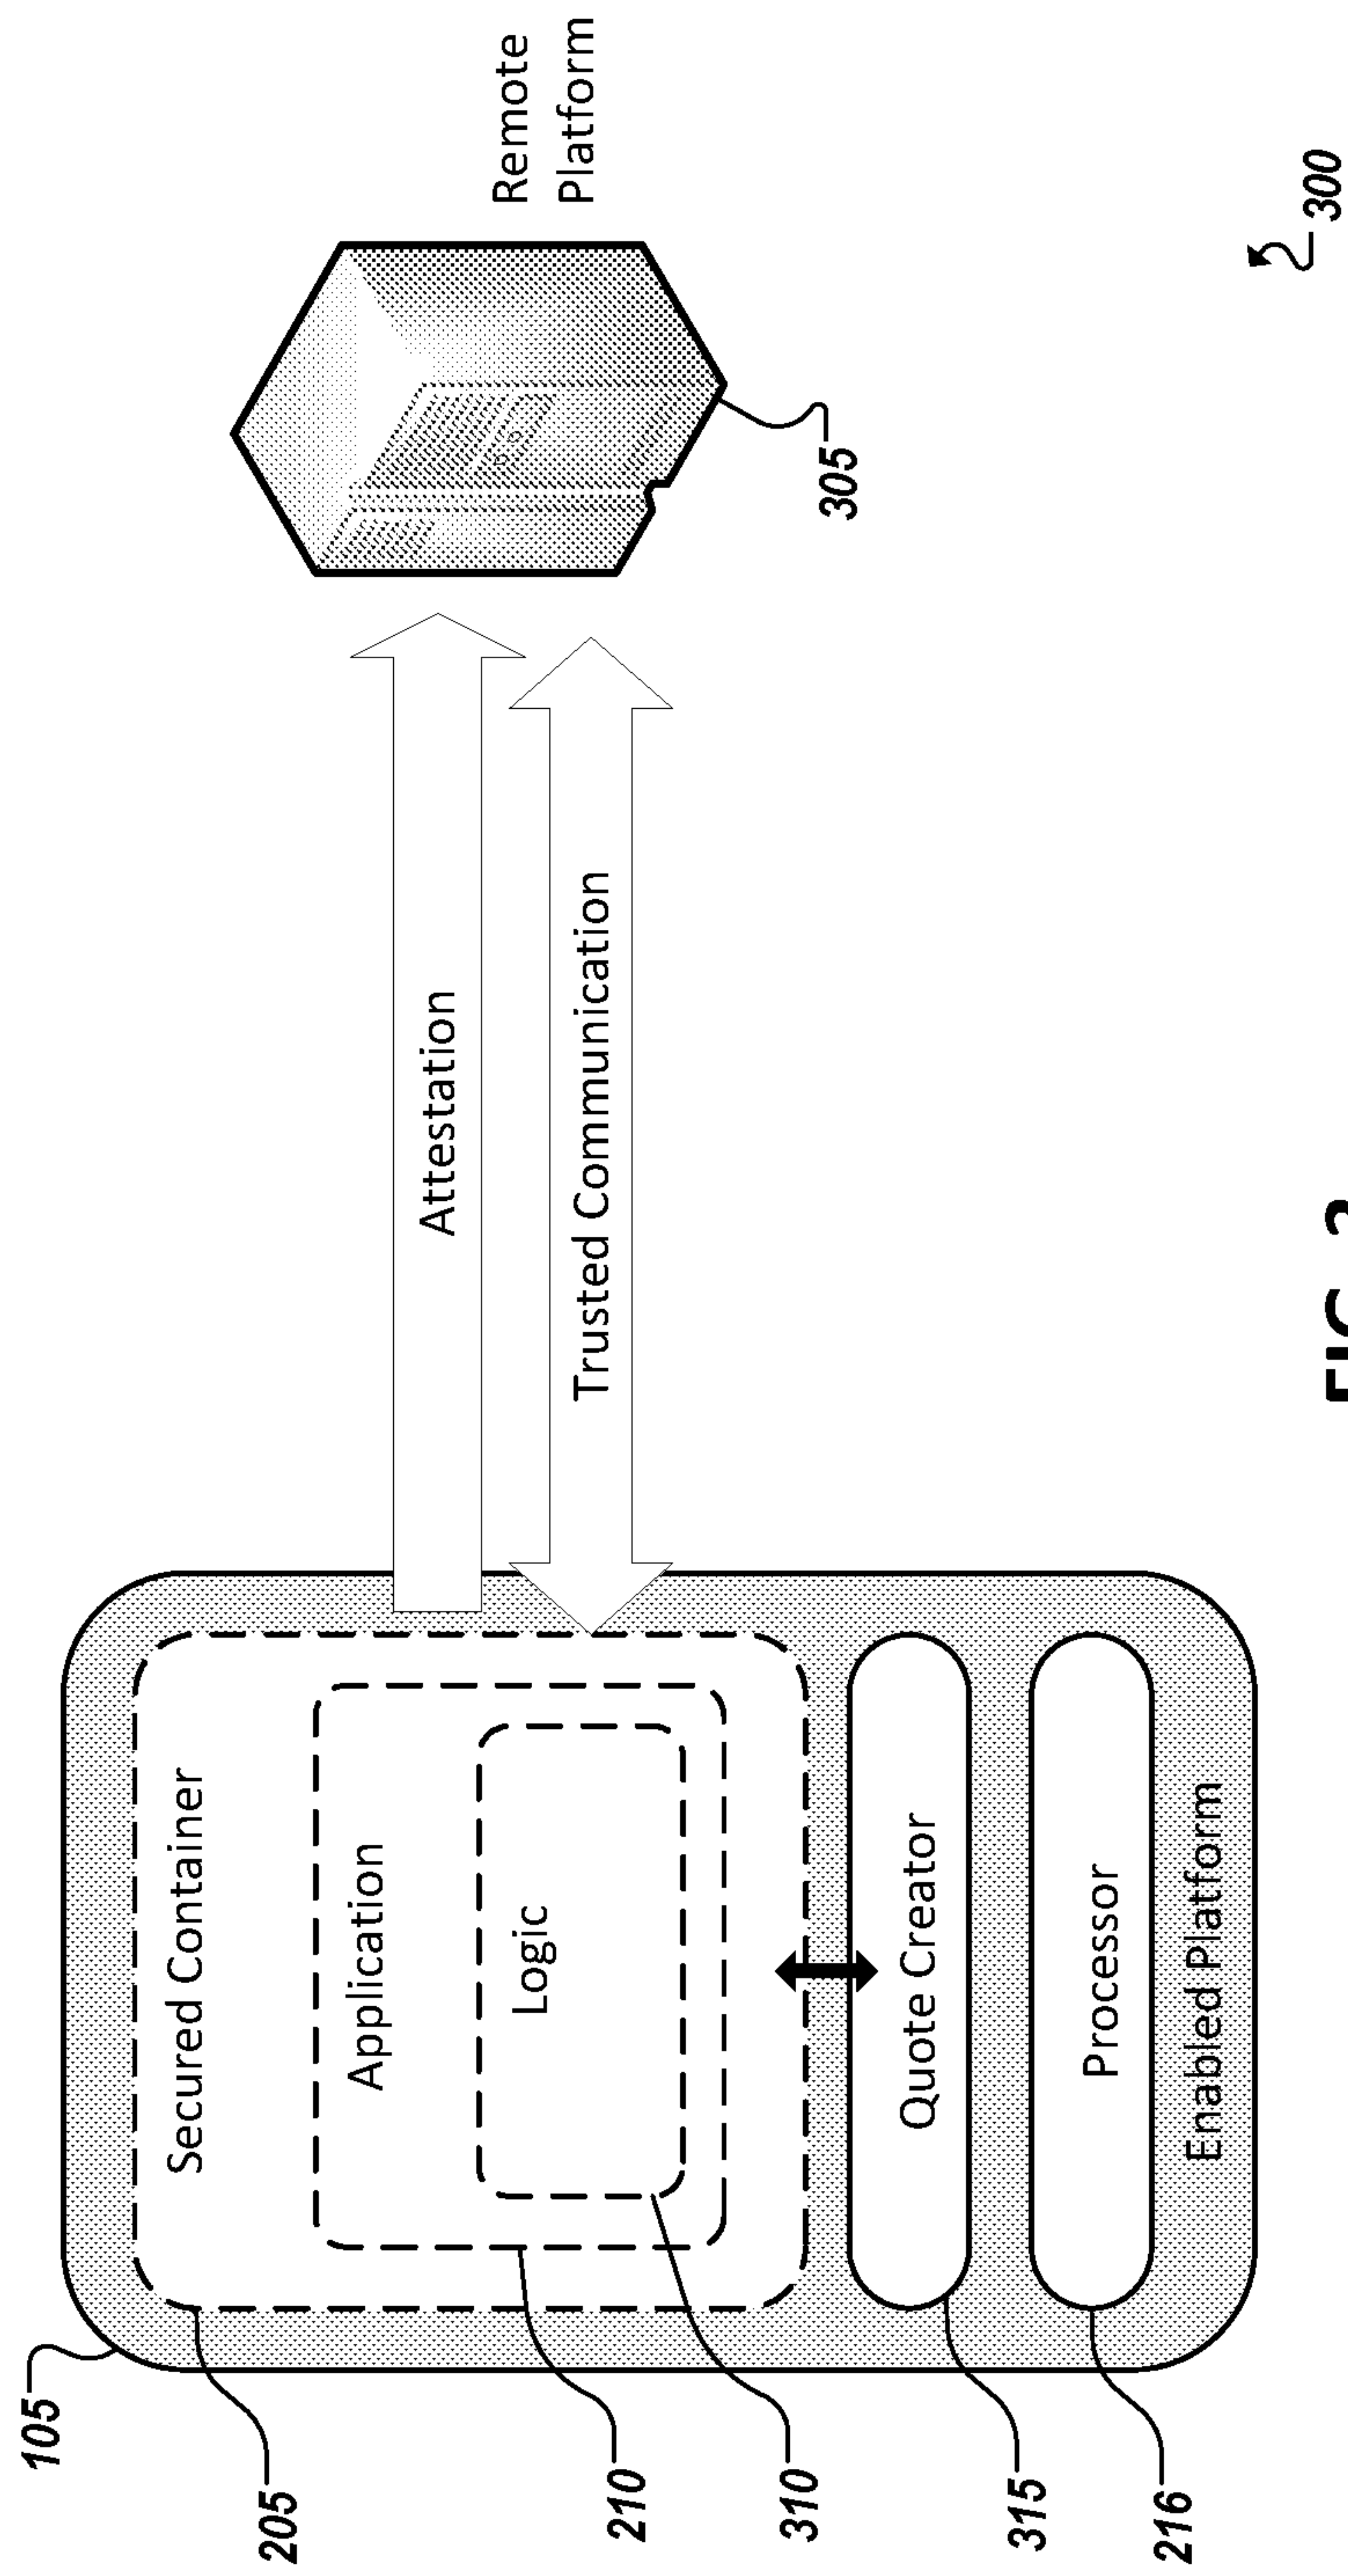 105
Secured Container
205
Application
Attestation
Remote
Platform
Logic
Trusted Communication
210
310
305
Quote Creator
315
Processor
216
Enabled Platform
300
FIG